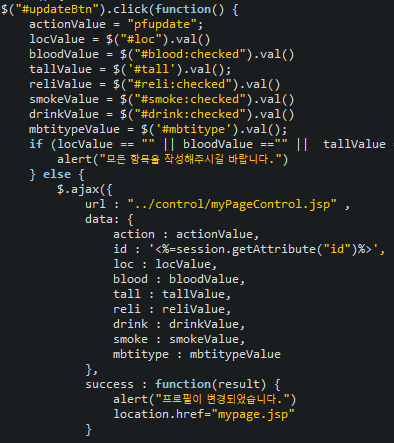 $("#updateBtn").click(function() {
actionValue = "pfupdate";
locValue = $("#loc").val()
bloodValue = $("#blood:checked").val()
tallValue = $('#tall').val();
reliValue = $("#reli:checked").val()
smokeValue = $("#smoke:checked").val()
drinkValue = $("#drink:checked").val()
mbtitypeValue = $('#mbtitype').val();
if (locValue == "" || bloodValue =="" || tallValue =
alert("모든 항목을 작성해주시길 바랍니다.")
} else {
$.ajax({
url : "../control/myPageControl.jsp" ,
data: {
action : actionValue,
id : '<%=session.getAttribute("id")%>',
loc : locValue,
blood : bloodValue,
tall : tallValue,
reli : reliValue,
drink : drinkValue,
smoke : smokeValue,
mbtitype : mbtitypeValue
},
success : function(result) {
alert("프로필이 변경되었습니다.")
location.href="mypage.jsp"
}